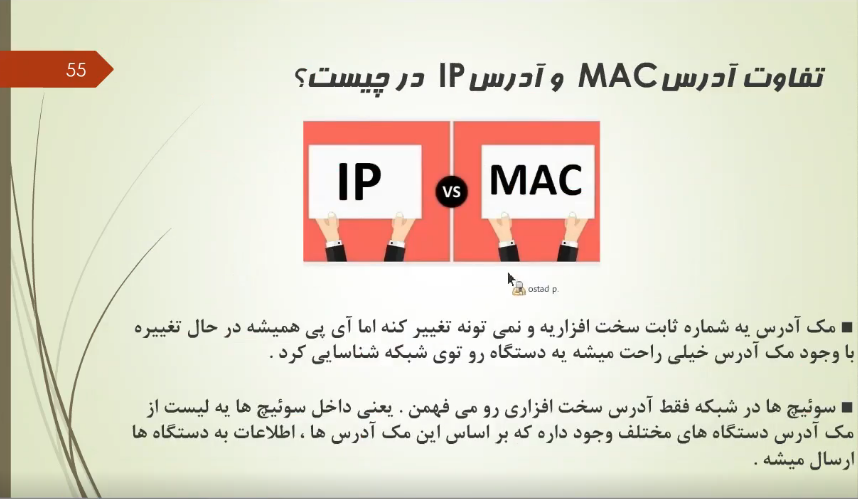 55
تفاوت آدرس MAC و آدرس IP در چیست؟
IP
VS
MAC
ostad p.
■ مک آدرس یه شماره ثابت سخت افزاریه و نمی تونه تغییر کنه اما آی پی همیشه در حال تغییره
با وجود مک آدرس خیلی راحت میشه یه دستگاه رو توی شبکه شناسایی کرد .
■ سوئیچ ها در شبکه فقط آدرس سخت افزاری رو می فهمن . یعنی داخل سوئیچ ها یه لیست از
مک آدرس دستگاه های مختلف وجود داره که بر اساس این مک آدرس ها ، اطلاعات به دستگاه ها
ارسال میشه .